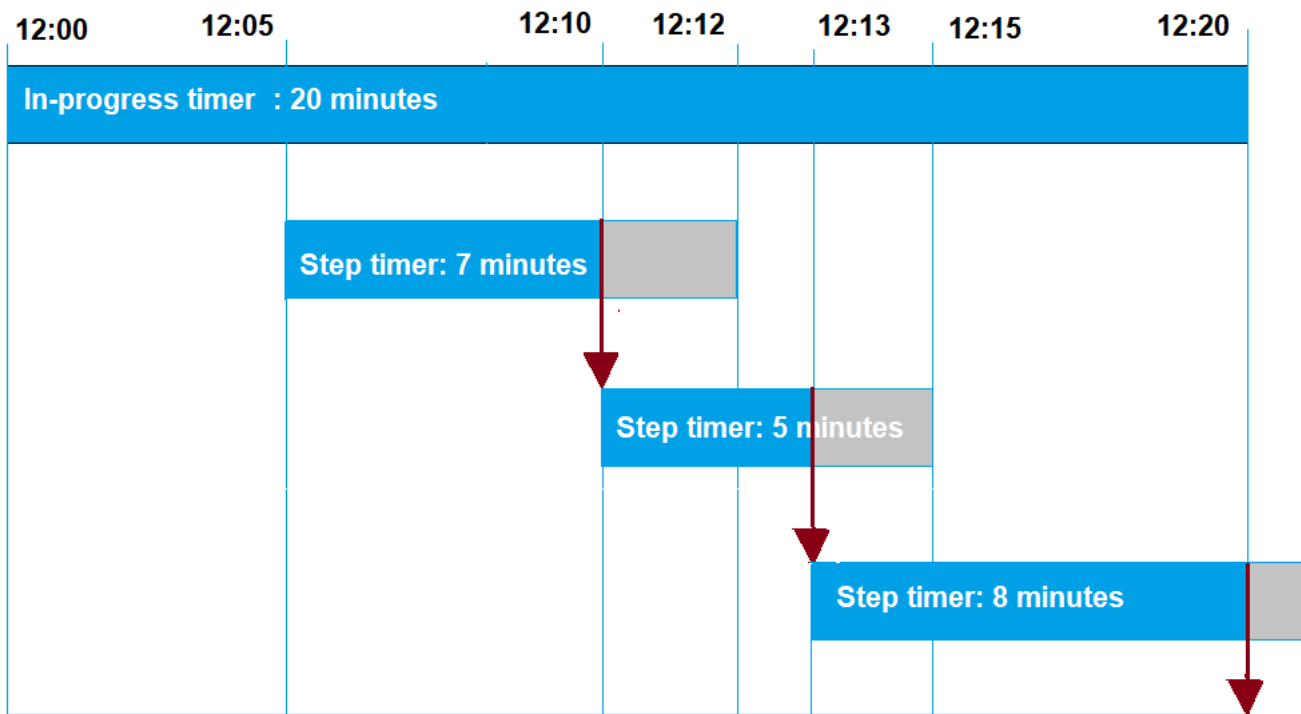 12:00 12:05 12:10 12:12 12:13 12:15 12:20
In-progress timer : 20 minutes
Step timer: 7 minutes
Step timer: 5 minutes
Step timer: 8 minutes